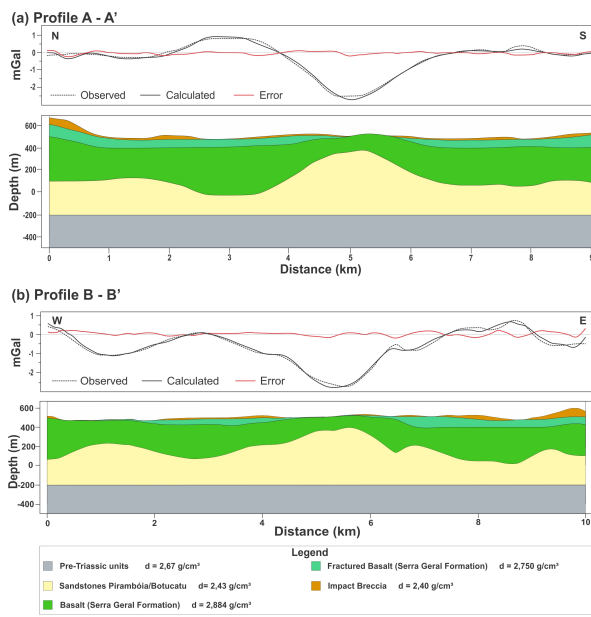 (a) Profile A - A’
N
S
1
0
-1
-2
mGal
Observed
Calculated
Error
600
400
200
0
-200
-400
Depth (m)
0
1
2
3
4
5
6
7
8
9
Distance (km)
(b) Profile B - B’
W
E
1
0
-1
-2
mGal
Observed
Calculated
Error
600
400
200
0
-200
-400
Depth (m)
0
2
4
6
8
10
Distance (km)
Legend
Pre-Triassic units d = 2,67 g/cm³
Fractured Basalt (Serra Geral Formation) d = 2,750 g/cm³
Sandstones Pirambóia/Botucatu d= 2,43 g/cm³
Impact Breccia d = 2,40 g/cm³
Basalt (Serra Geral Formation) d = 2,884 g/cm³